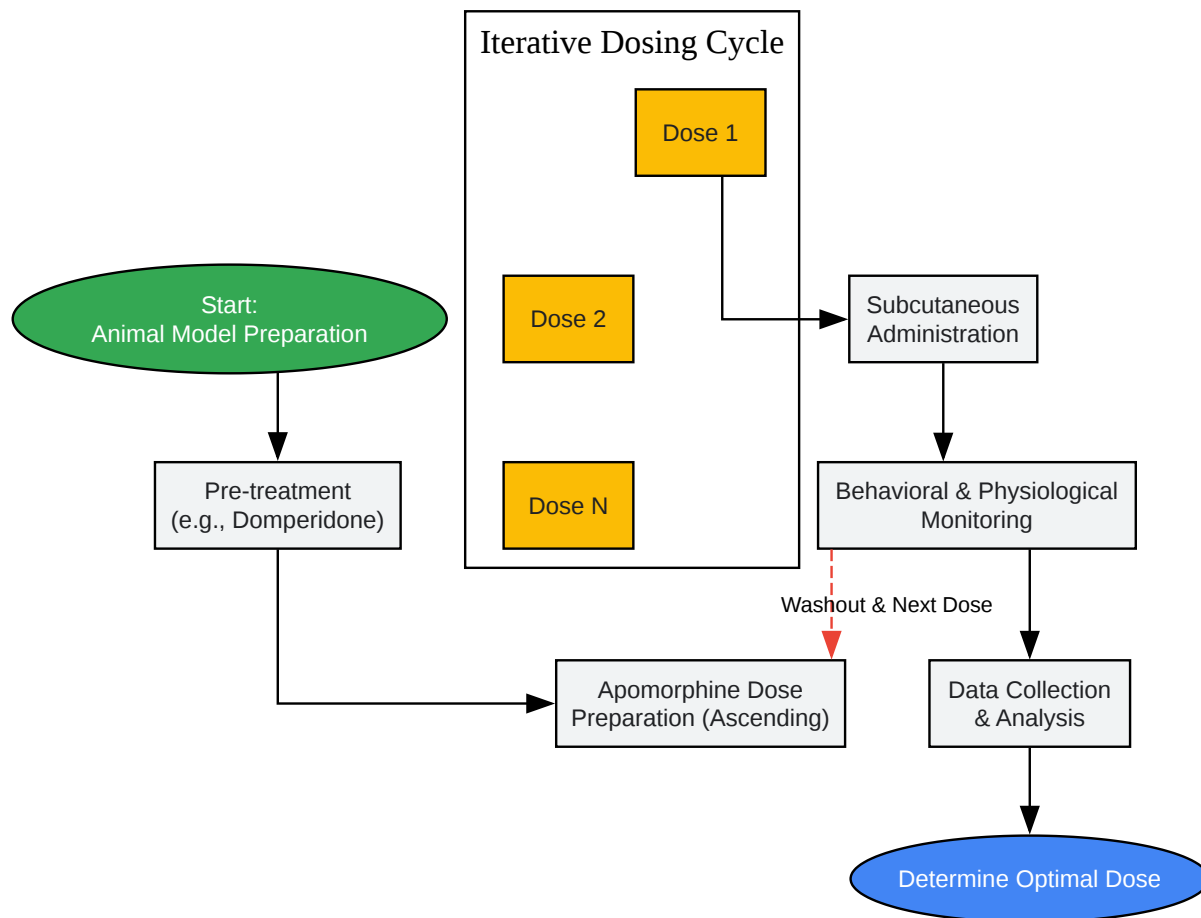 Iterative Dosing Cycle
Dose 1
Start:
Animal Model Preparation
Dose 2
Subcutaneous
Administration
Pre-treatment
(e.g., Domperidone)
Dose N
Behavioral & Physiological
Monitoring
Washout & Next Dose
Apomorphine Dose
Preparation (Ascending)
Data Collection
& Analysis
Determine Optimal Dose